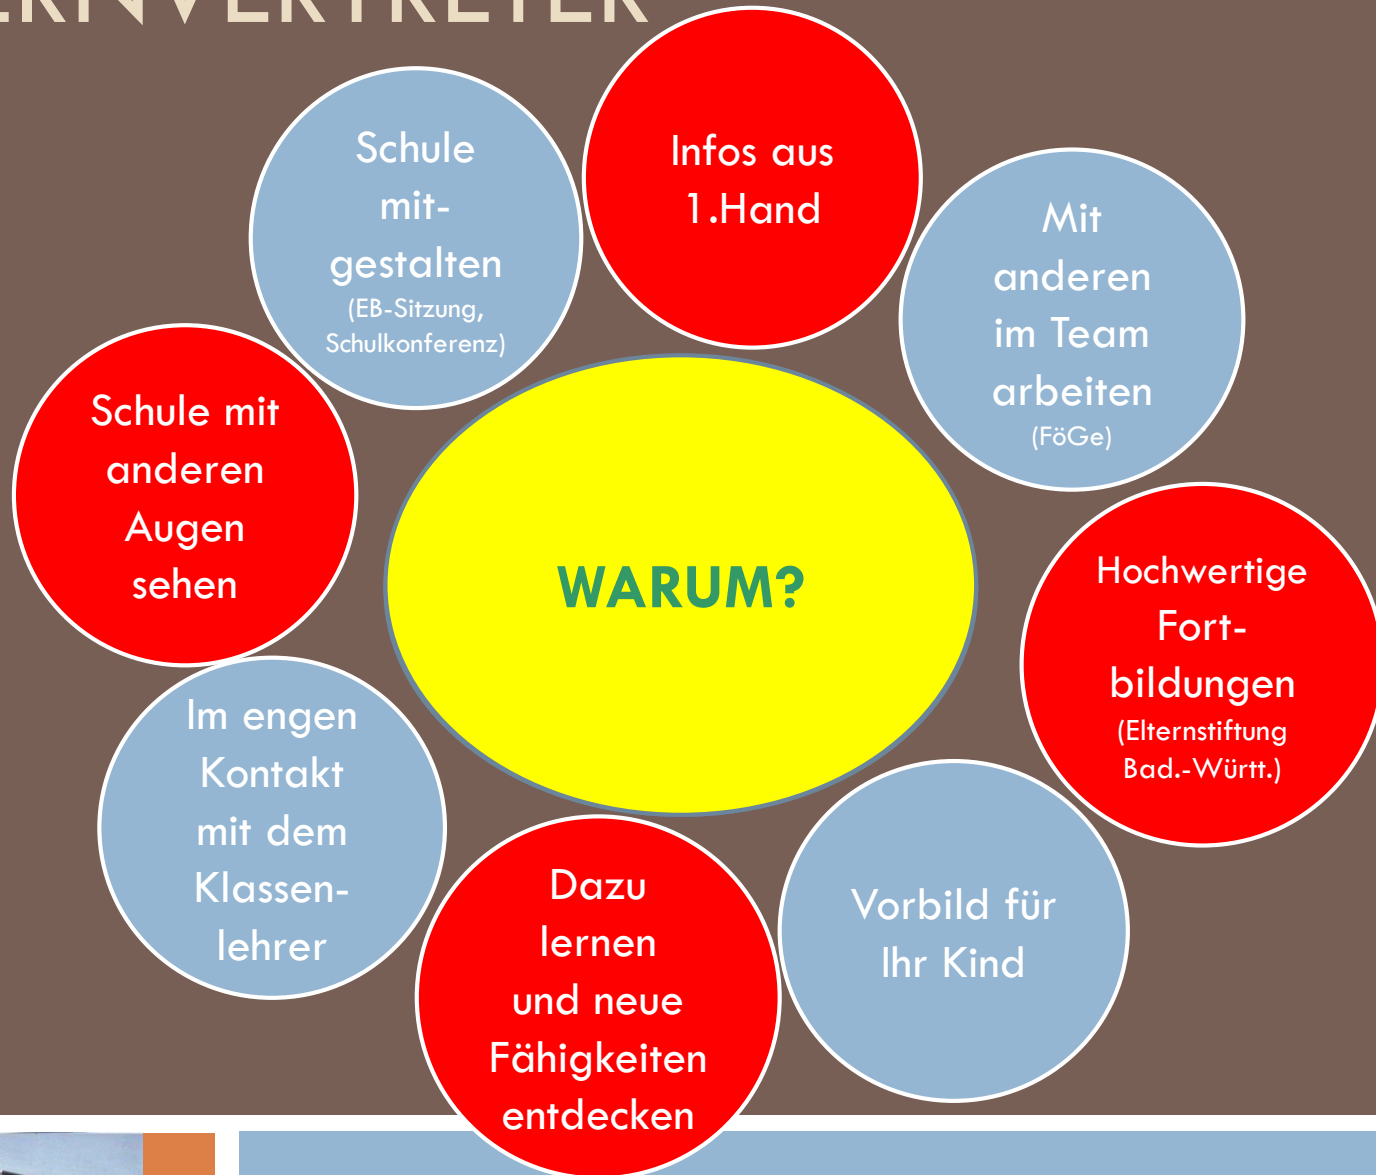 ERNVERTRETER
Schule
mit-
gestalten
(EB-Sitzung,
Schulkonferenz)
Infos aus
1.Hand
Mit
anderen
im Team
arbeiten
(FöGe)
Schule mit
anderen
Augen
sehen
WARUM?
Hochwertige
Fort-
bildungen
(Elternstiftung
Bad.-Württ.)
Im engen
Kontakt
mit dem
Klassen-
lehrer
Dazu
lernen
und neue
Fähigkeiten
entdecken
Vorbild für
Ihr Kind